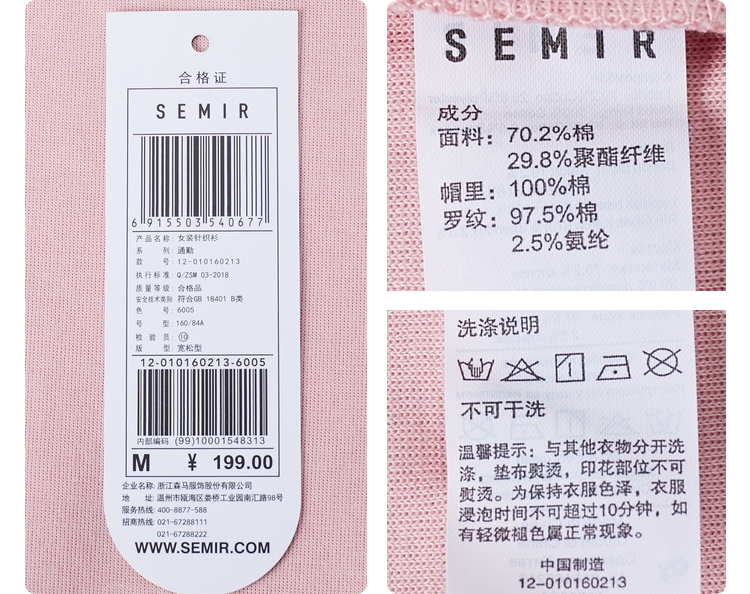 合格证
SEMIR
6 915503 540677
产品名称: 女装针织衫
系 列: 通勤
款 号: 12-010160213
执行标准: Q/ZSM 03-2018
质量等级: 合格品
安全技术类别 符合GB 18401 B类
色 号: 6005
号 型: 160/84A
检 验 员: ⑩
版 型: 宽松型
12-010160213-6005
内部编码 (99)10001548313
M ¥ 199.00
企业名称: 浙江森马服饰股份有限公司
地 址: 温州市瓯海区娄桥工业园南汇路98号
服务热线: 400-8877-588
招商热线: 021-67288111
021-67288222
WWW.SEMIR.COM
SEMIR
成分
面料: 70.2%棉
29.8%聚酯纤维
帽里: 100%棉
罗纹: 97.5%棉
2.5%氨纶
洗涤说明
不可干洗
温馨提示: 与其他衣物分开洗
涤, 垫布熨烫, 印花部位不可
熨烫。为保持衣服色泽, 衣服
浸泡时间不可超过10分钟, 如
有轻微褪色属正常现象。
中国制造
12-010160213